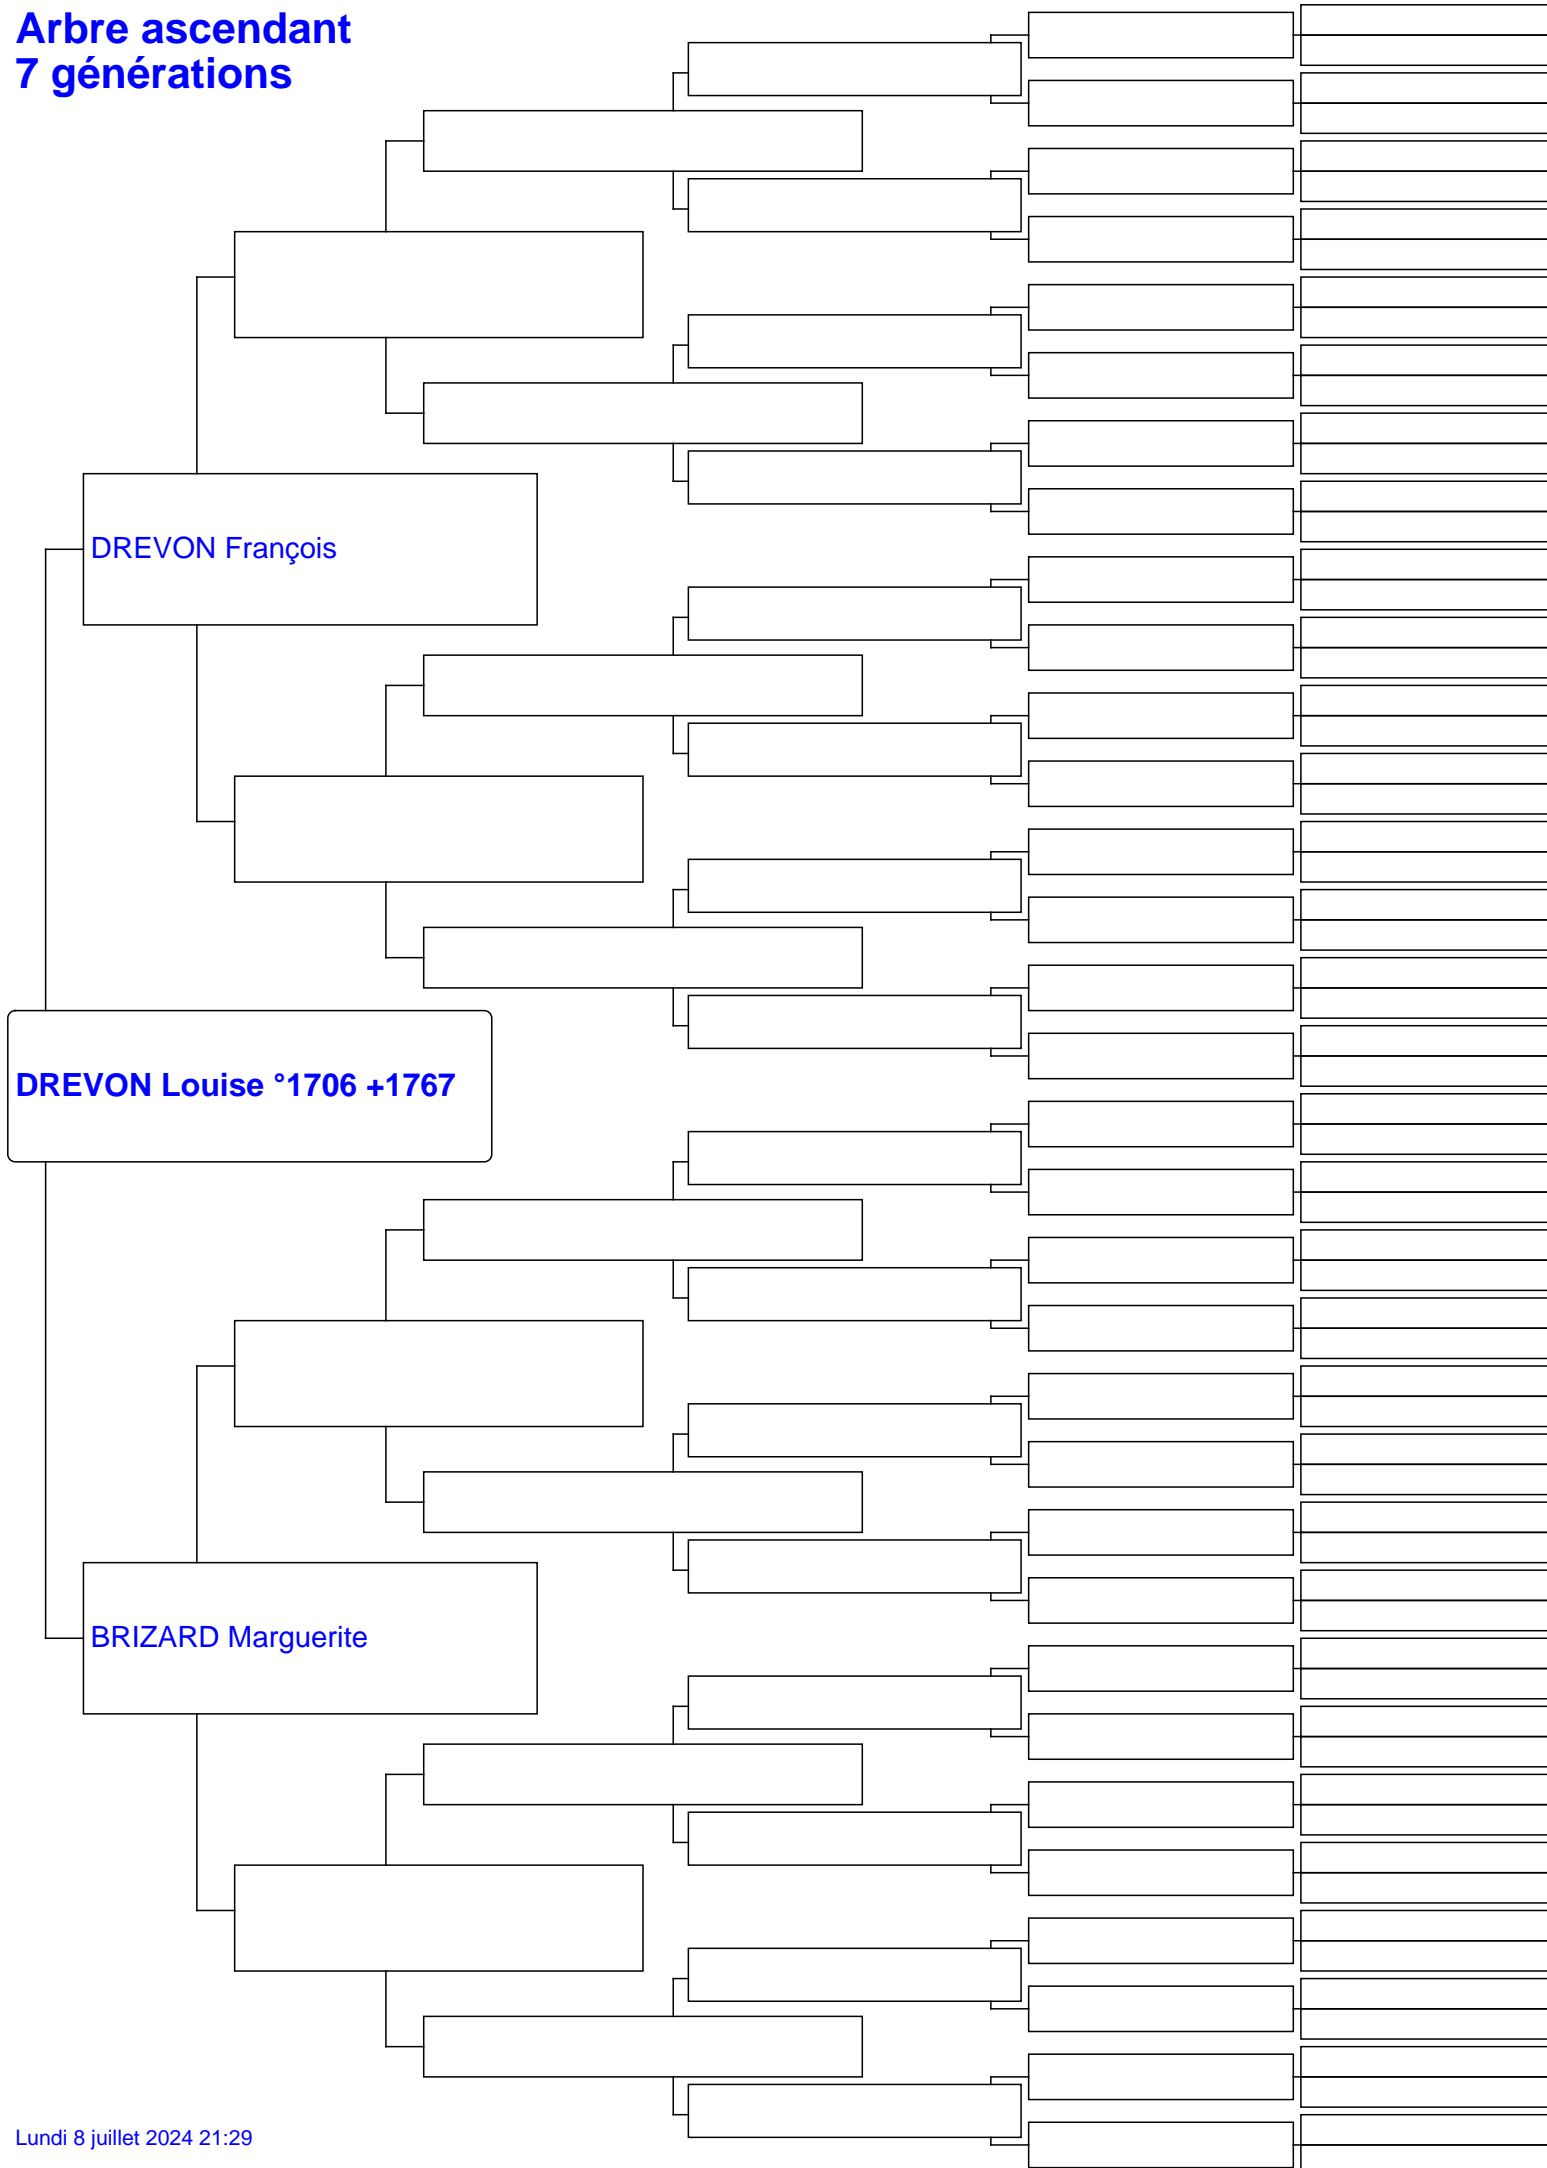 Arbre ascendant
7 générations
DREVON François
DREVON Louise °1706 +1767
BRIZARD Marguerite
Lundi 8 juillet 2024 21:29